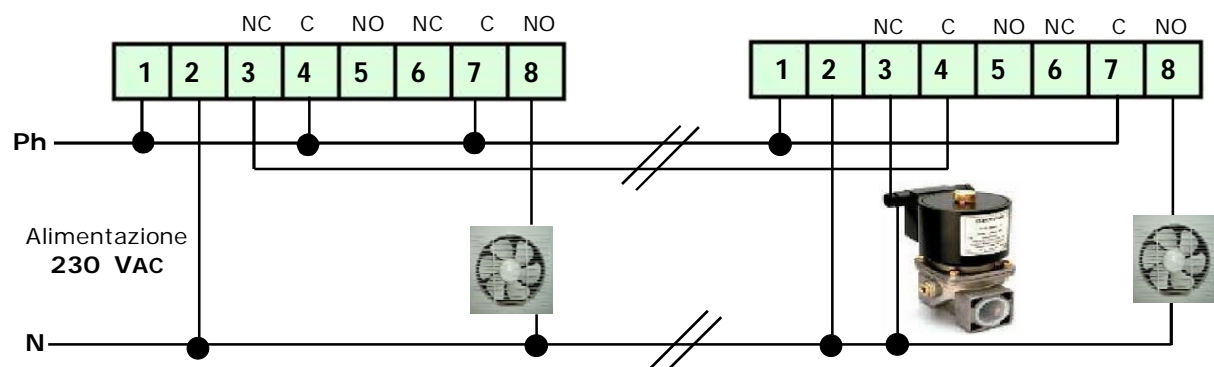 NC C NO NC C NO
1 2 3 4 5 6 7 8
NC C NO NC C NO
1 2 3 4 5 6 7 8
Ph
Alimentazione
230 VAC
N